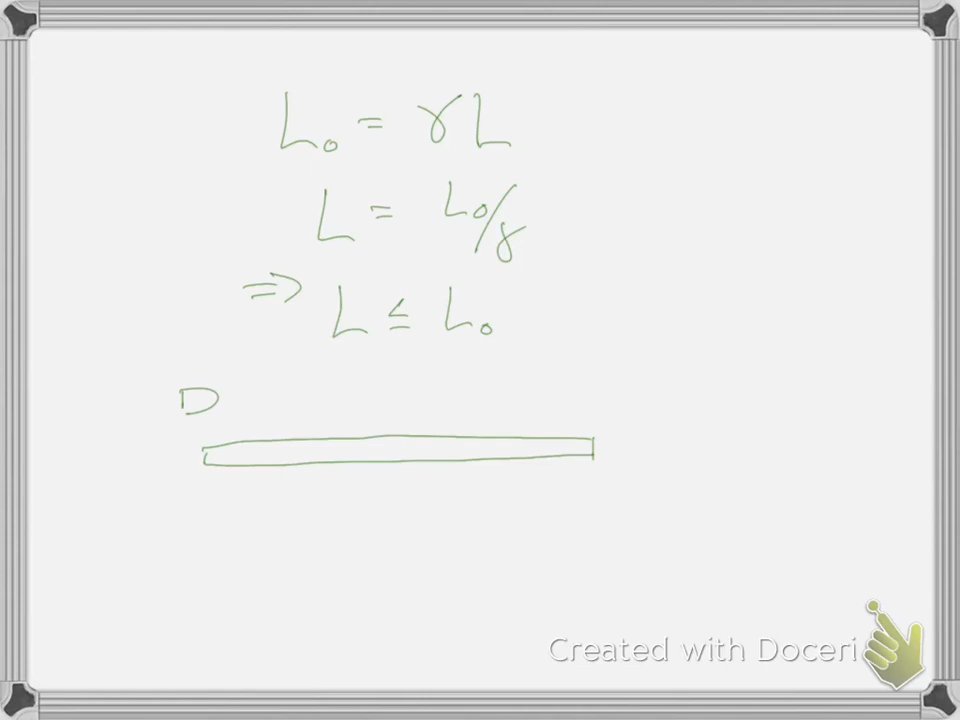 L₀ = γL
L = L₀/γ
⇒ L ≤ L₀
D
Created with Doceri